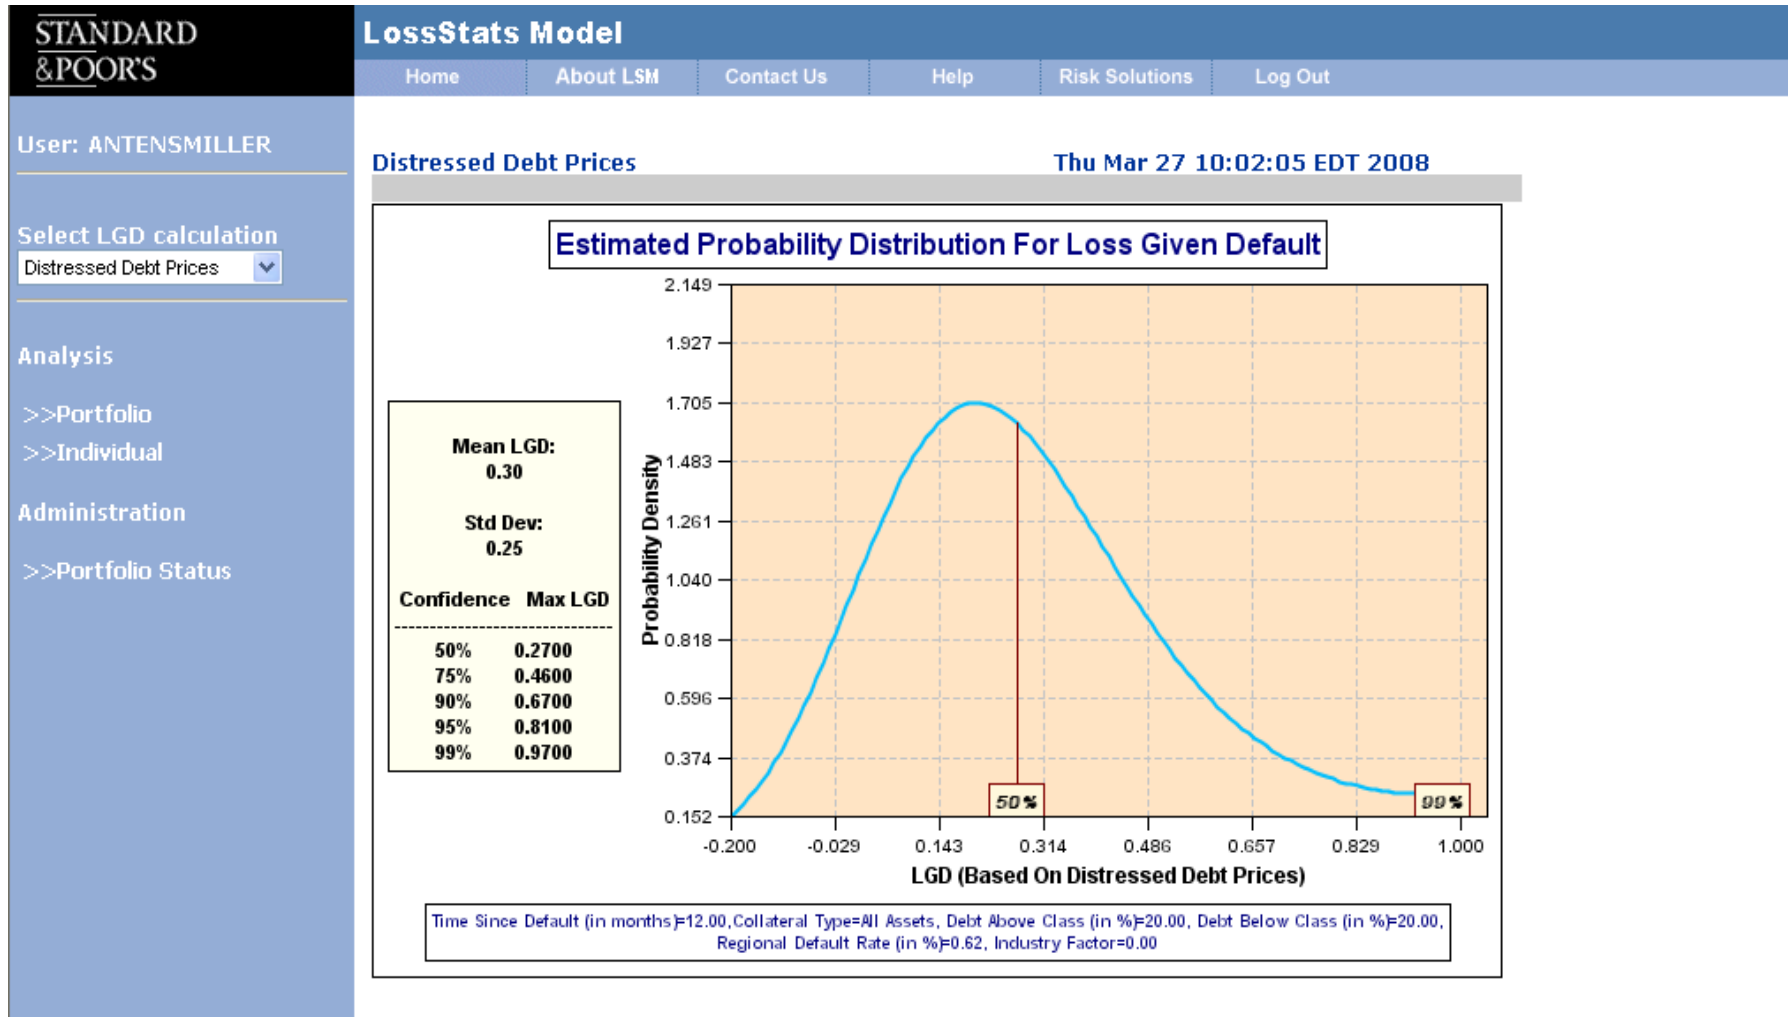 STANDARD
&POOR'S
LossStats Model
Home About LSM Contact Us Help Risk Solutions Log Out
User: ANTENSMILLER
Select LGD calculation
Distressed Debt Prices
Analysis
>>Portfolio
>>Individual
Administration
>>Portfolio Status
Distressed Debt Prices Thu Mar 27 10:02:05 EDT 2008
Estimated Probability Distribution For Loss Given Default
Mean LGD:
0.30
Std Dev:
0.25
Confidence Max LGD
------------------------------
50% 0.2700
75% 0.4600
90% 0.6700
95% 0.8100
99% 0.9700
Probability Density
2.149
1.927
1.705
1.483
1.261
1.040
0.818
0.596
0.374
0.152
50%
99%
-0.200 -0.029 0.143 0.314 0.486 0.657 0.829 1.000
LGD (Based On Distressed Debt Prices)
Time Since Default (in months)=12.00,Collateral Type=All Assets, Debt Above Class (in %)=20.00, Debt Below Class (in %)=20.00,
Regional Default Rate (in %)=0.62, Industry Factor=0.00